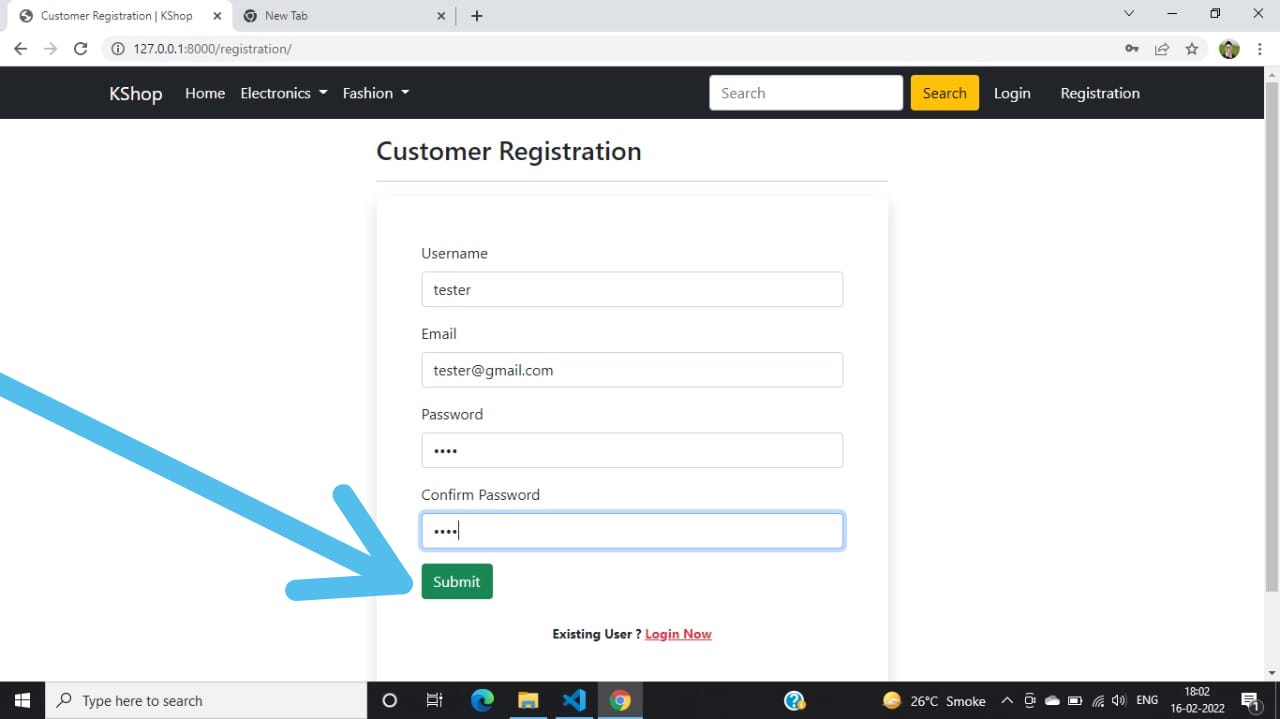 Customer Registration | KShop
New Tab
127.0.0.1:8000/registration/
KShop Home Electronics Fashion Search Search Login Registration
Customer Registration
Username
tester
Email
tester@gmail.com
Password
••••
Confirm Password
••••
Submit
Existing User ? Login Now
Type here to search
26°C Smoke
ENG
18:02
16-02-2022
1